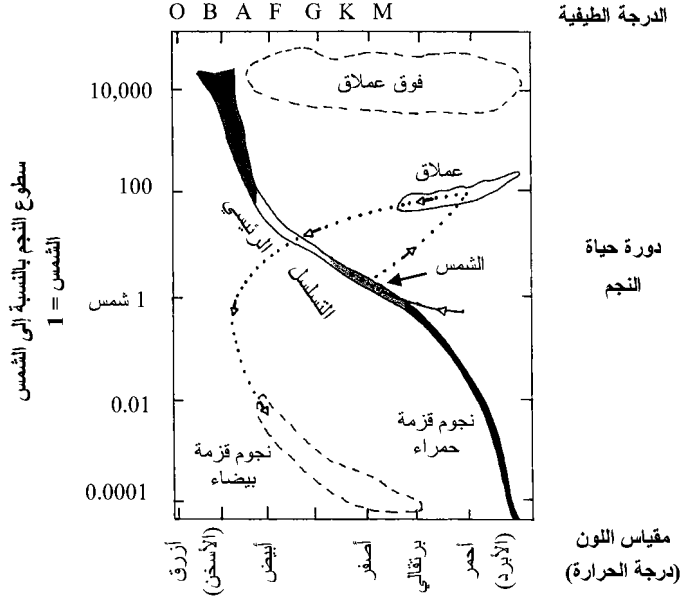 O B A F G K M
الدرجة الطيفية
فوق عملاق
10,000
عملاق
100
الرئيسي
التسلسل
الشمس
دورة حياة
النجم
سطوع النجم بالنسبة إلى الشمس
الشمس = 1
شمس 1
0.01
نجوم قزمة
حمراء
نجوم قزمة
بيضاء
0.0001
أزرق
(الأسخن)
أبيض
أصفر
برتقالي
أحمر
(الأبرد)
مقياس اللون
(درجة الحرارة)